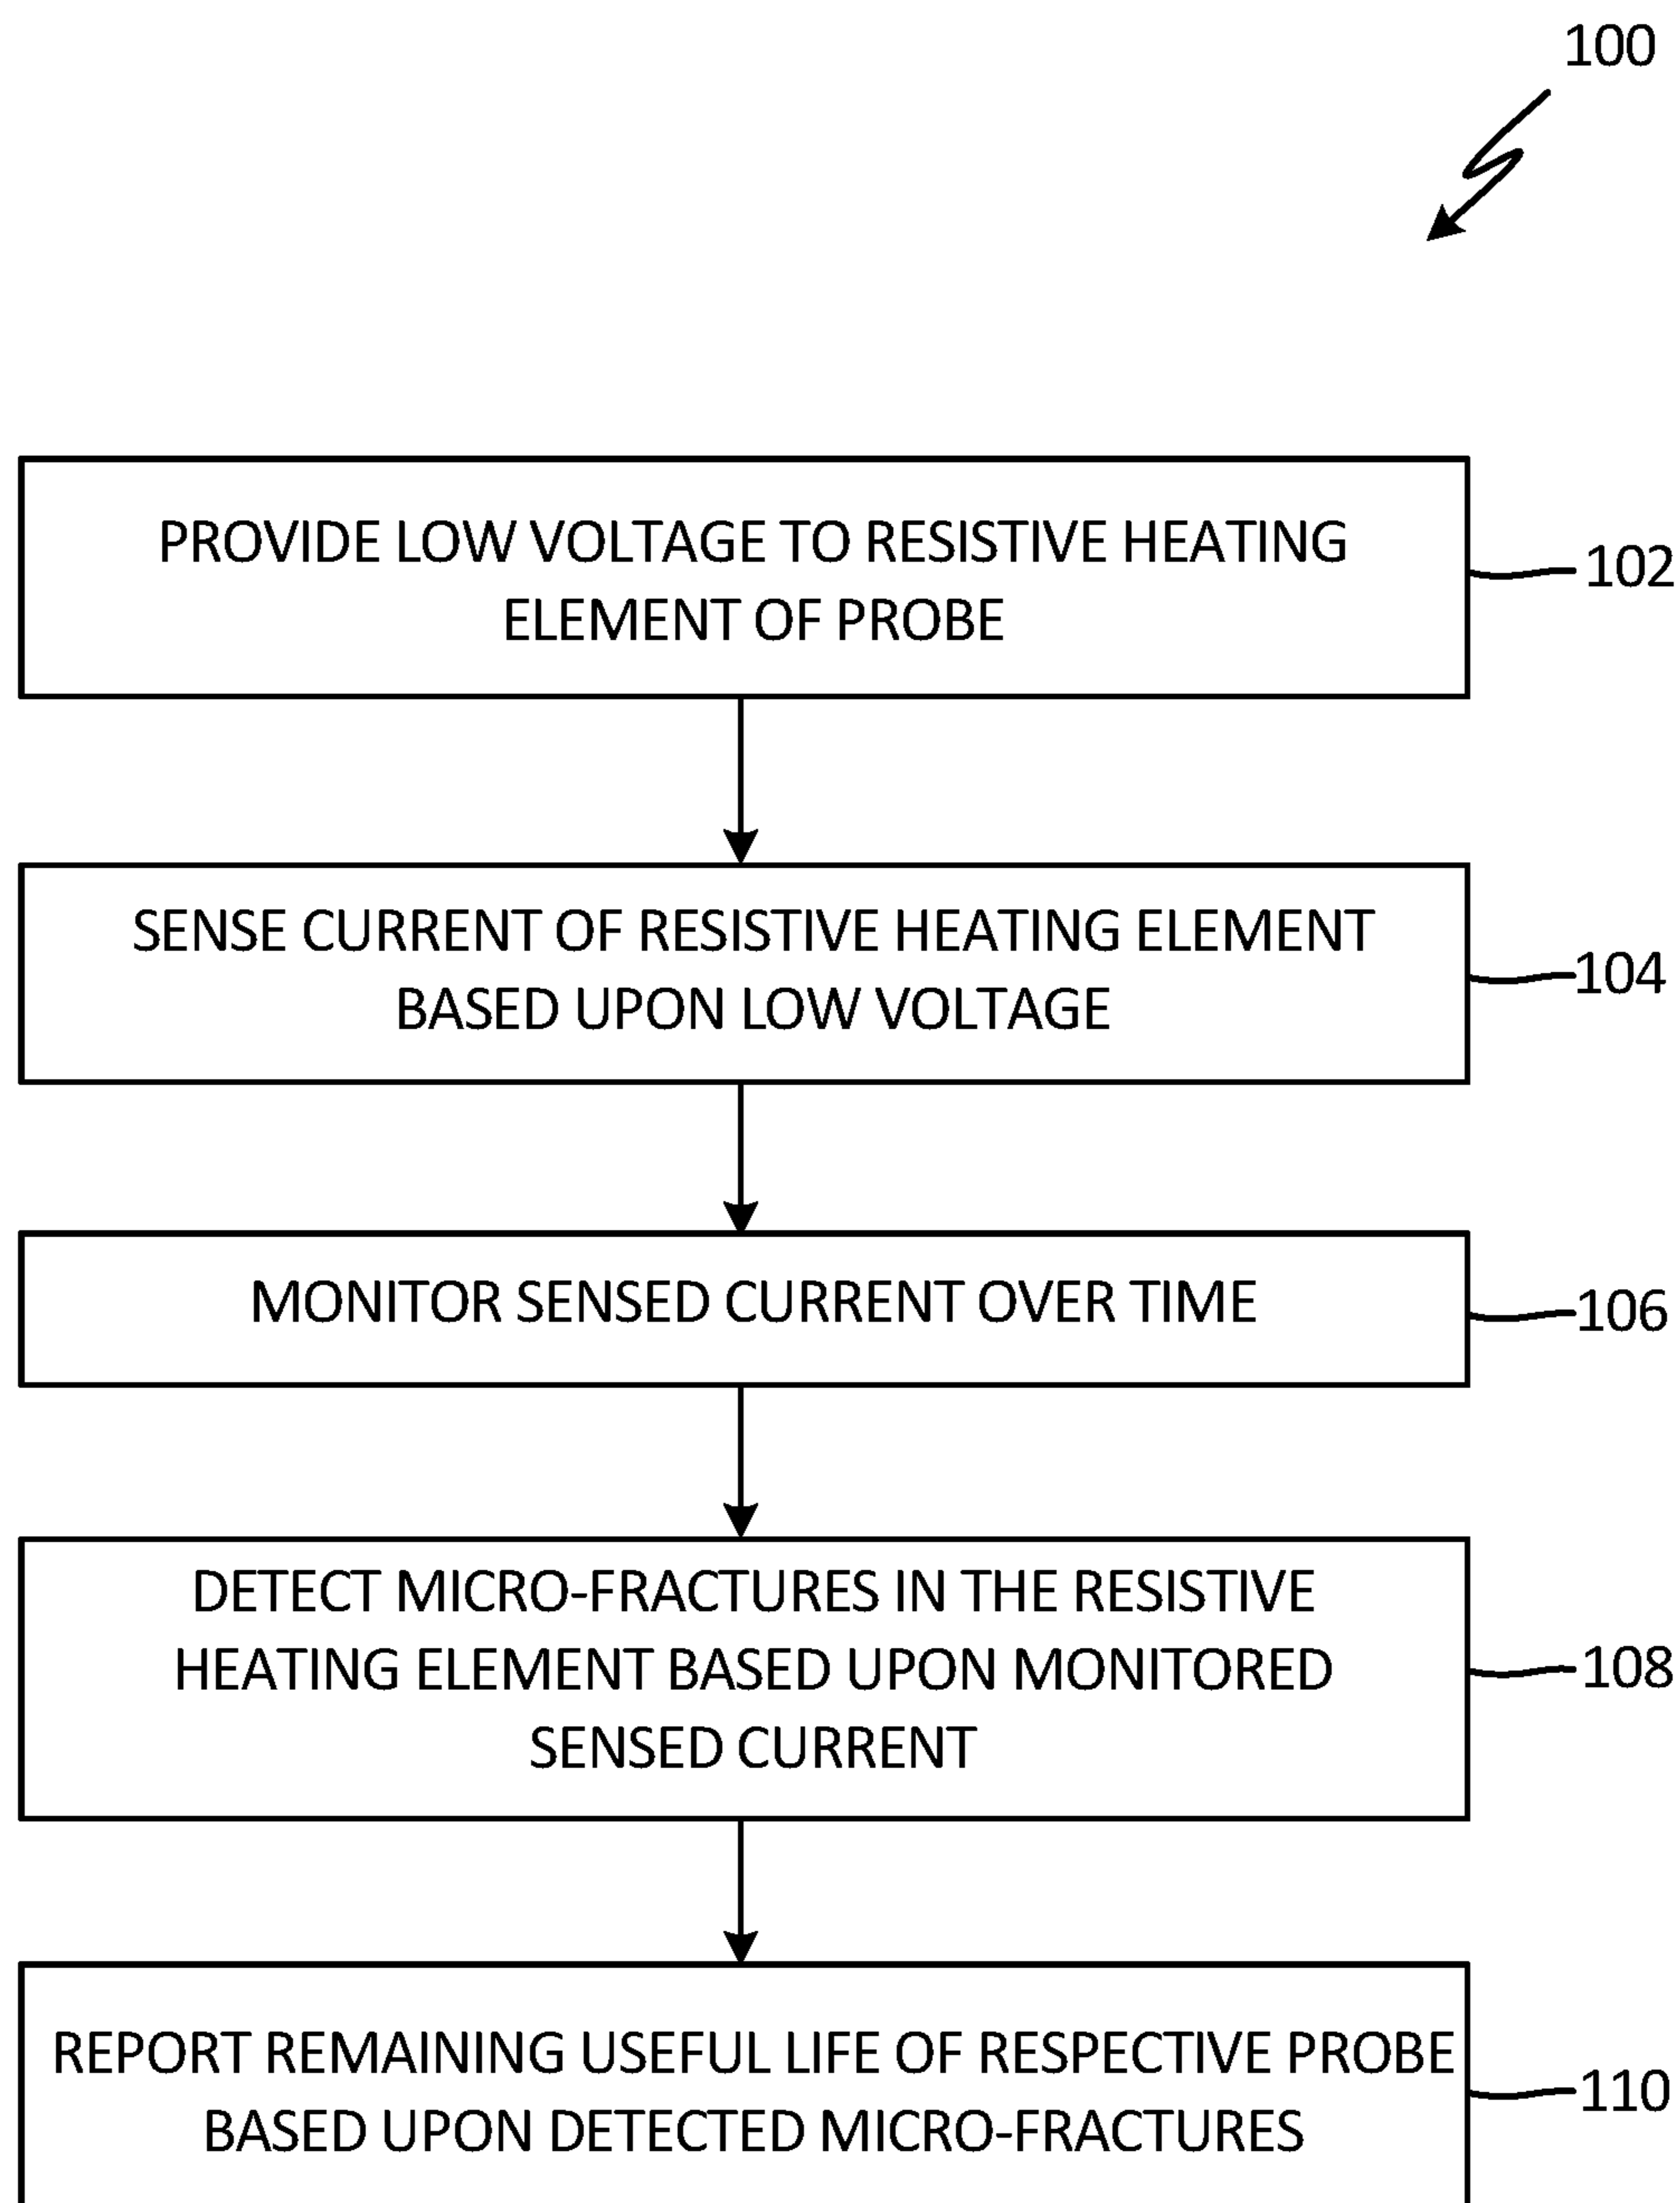 100
PROVIDE LOW VOLTAGE TO RESISTIVE HEATING
ELEMENT OF PROBE
102
SENSE CURRENT OF RESISTIVE HEATING ELEMENT
BASED UPON LOW VOLTAGE
104
MONITOR SENSED CURRENT OVER TIME
106
DETECT MICRO-FRACTURES IN THE RESISTIVE
HEATING ELEMENT BASED UPON MONITORED
SENSED CURRENT
108
REPORT REMAINING USEFUL LIFE OF RESPECTIVE PROBE
BASED UPON DETECTED MICRO-FRACTURES
110